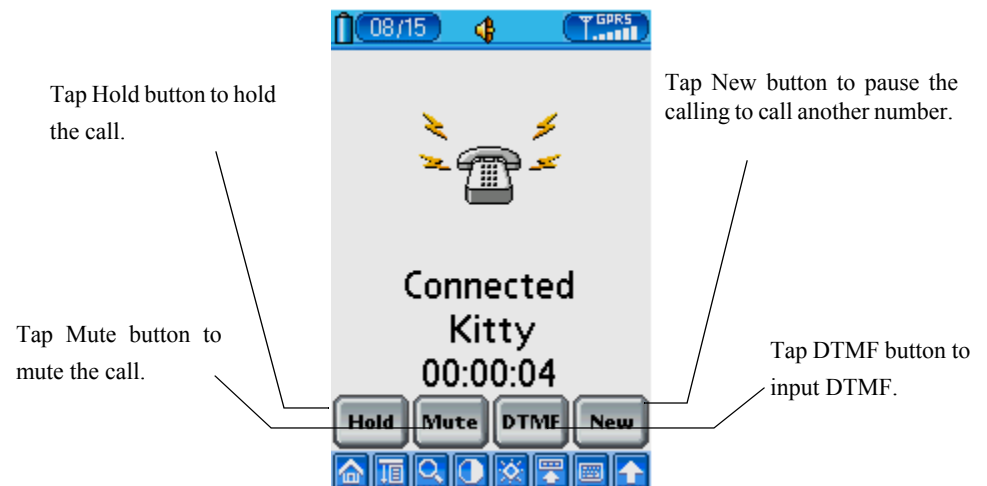 08/15
GPRS
Tap Hold button to hold
the call.
Tap New button to pause the
calling to call another number.
Connected
Kitty
00:00:04
Tap Mute button to
mute the call.
Tap DTMF button to
input DTMF.
Hold Mute DTMF New